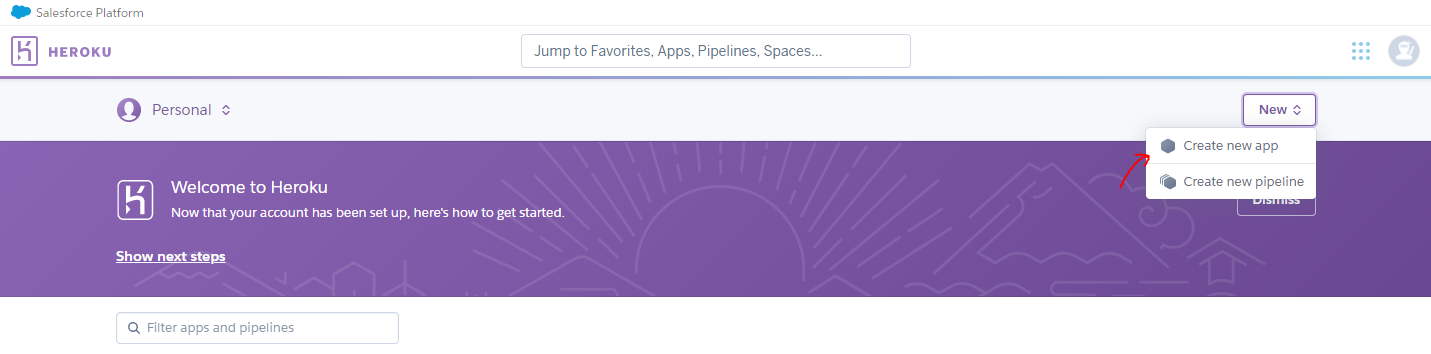 Salesforce Platform
HEROKU
Jump to Favorites, Apps, Pipelines, Spaces...
Personal
New
Create new app
Create new pipeline
Welcome to Heroku
Now that your account has been set up, here's how to get started.
Dismiss
Show next steps
Filter apps and pipelines